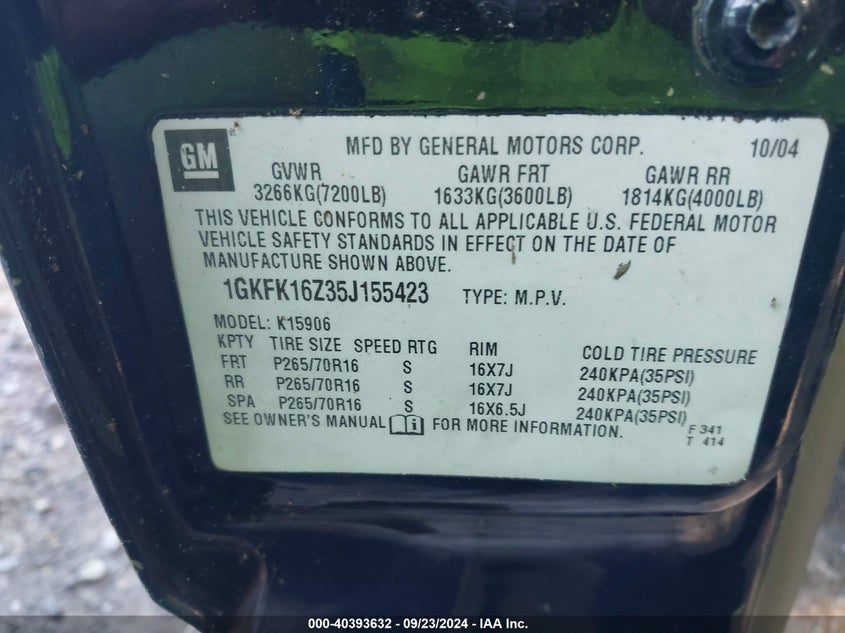 GM
MFD BY GENERAL MOTORS CORP. 10/04
GVWR GAWR FRT GAWR RR
3266KG(7200LB) 1633KG(3600LB) 1814KG(4000LB)
THIS VEHICLE CONFORMS TO ALL APPLICABLE U.S. FEDERAL MOTOR
VEHICLE SAFETY STANDARDS IN EFFECT ON THE DATE OF
MANUFACTURE SHOWN ABOVE.
1GKFK16Z35J155423 TYPE: M.P.V.
MODEL: K15906
KPTY TIRE SIZE SPEED RTG RIM COLD TIRE PRESSURE
FRT P265/70R16 S 16X7J 240KPA(35PSI)
RR P265/70R16 S 16X7J 240KPA(35PSI)
SPA P265/70R16 S 16X6.5J 240KPA(35PSI)
SEE OWNER'S MANUAL FOR MORE INFORMATION. F 341
T 414
000-40393632 - 09/23/2024 - IAA Inc.